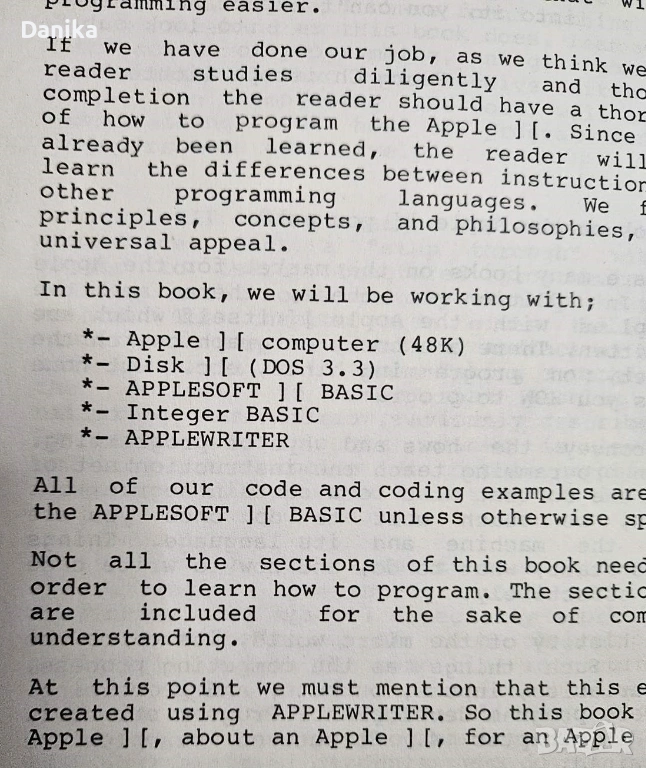 Danika
programming easier.
If we have done our job, as we think we
reader studies diligently and tho
completion the reader should have a thor
of how to program the Apple ][. Since
already been learned, the reader will
learn the differences between instruction
other programming languages. We f
principles, concepts, and philosophies,
universal appeal.
In this book, we will be working with;
*- Apple ][ computer (48K)
*- Disk ][ (DOS 3.3)
*- APPLESOFT ][ BASIC
*- Integer BASIC
*- APPLEWRITER
All of our code and coding examples are
the APPLESOFT ][ BASIC unless otherwise sp
Not all the sections of this book need
order to learn how to program. The sectio
are included for the sake of com
understanding.
At this point we must mention that this e
created using APPLEWRITER. So this book
Apple ][, about an Apple ][, for an Apple
BAZAR